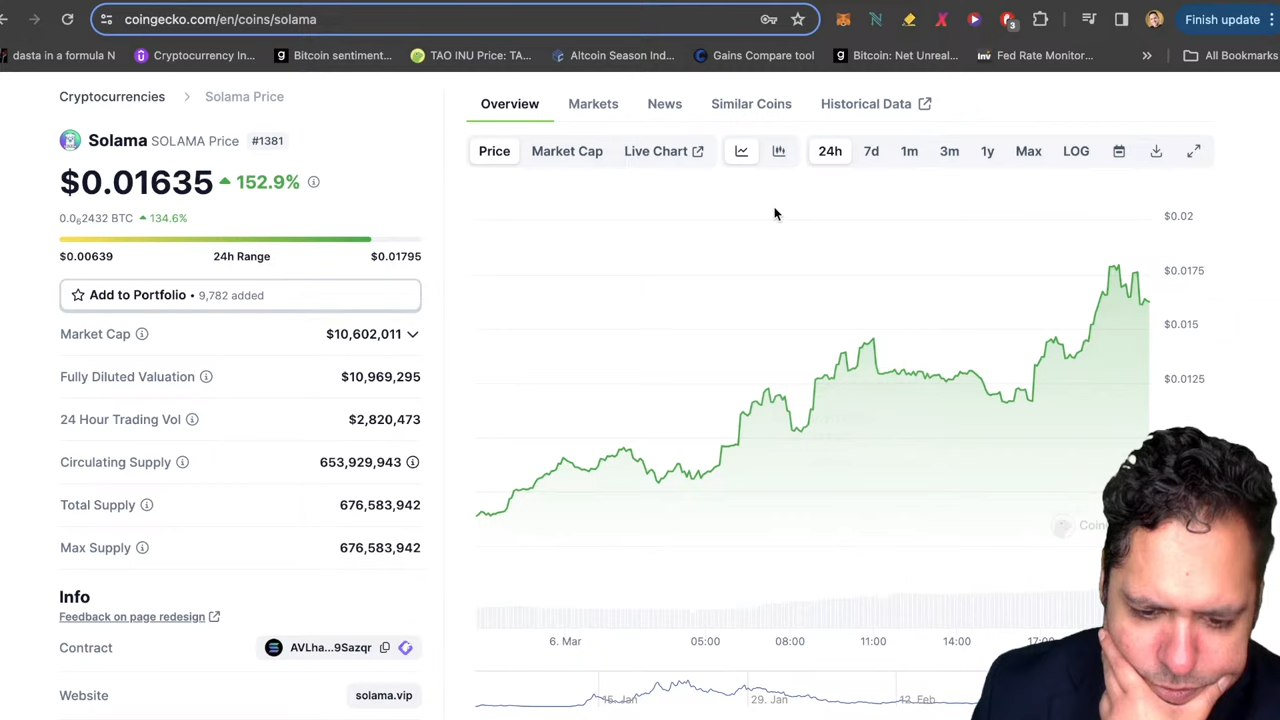 coingecko.com/en/coins/solama
3
Finish update
dasta in a formula N
Cryptocurrency In...
Bitcoin sentiment...
TAO INU Price: TA...
Altcoin Season Ind...
Gains Compare tool
Bitcoin: Net Unreal...
Fed Rate Monitor...
All Bookmarks
Cryptocurrencies > Solama Price
Overview Markets News Similar Coins Historical Data
Solama SOLAMA Price #1381
Price Market Cap Live Chart 24h 7d 1m 3m 1y Max LOG
$0.01635 152.9%
0.0₆2432 BTC 134.6%
$0.00639 24h Range $0.01795
Add to Portfolio • 9,782 added
Market Cap $10,602,011
Fully Diluted Valuation $10,969,295
24 Hour Trading Vol $2,820,473
Circulating Supply 653,929,943
Total Supply 676,583,942
Max Supply 676,583,942
Info
Feedback on page redesign
Contract AVLha...9Sazqr
Website solama.vip
$0.02
$0.0175
$0.015
$0.0125
6. Mar 05:00 08:00 11:00 14:00
15. Jan 29. Jan 12. Feb